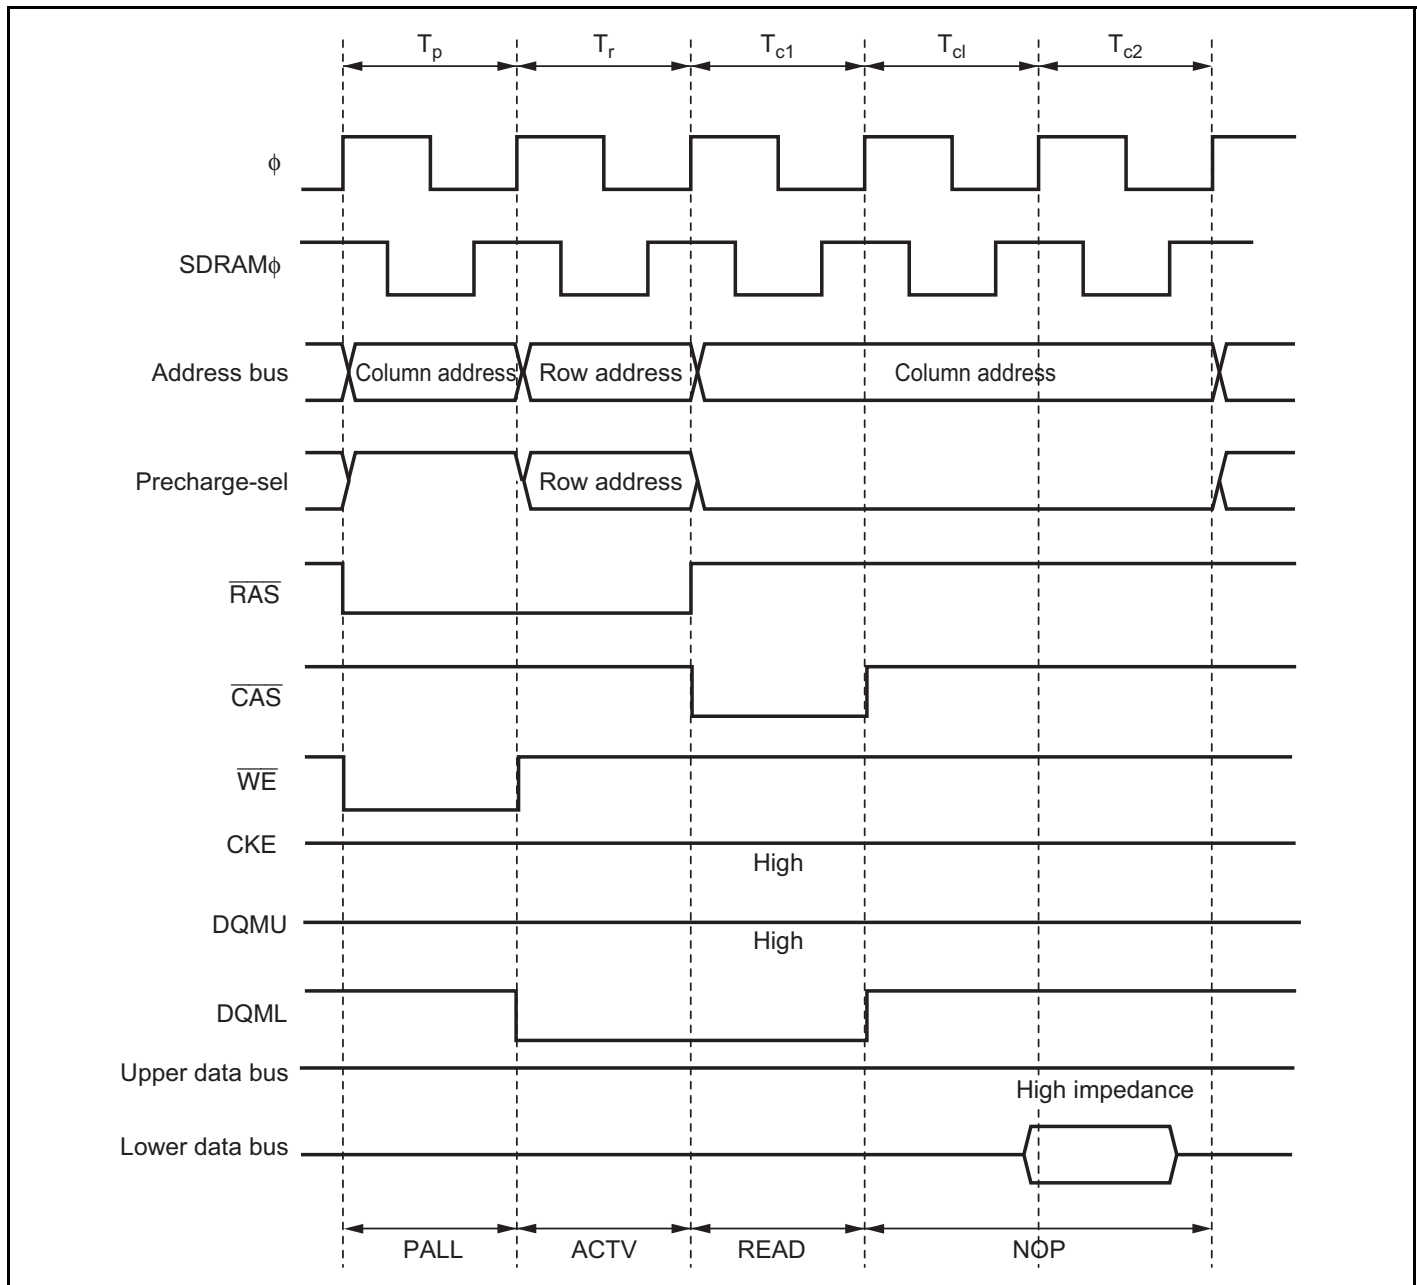 Tp Tr Tc1 Tcl Tc2
ϕ
SDRAMϕ
Address bus Column address Row address Column address
Precharge-sel Row address
RAS
CAS
WE
CKE
High
DQMU
High
DQML
Upper data bus
High impedance
Lower data bus
PALL ACTV READ NOP